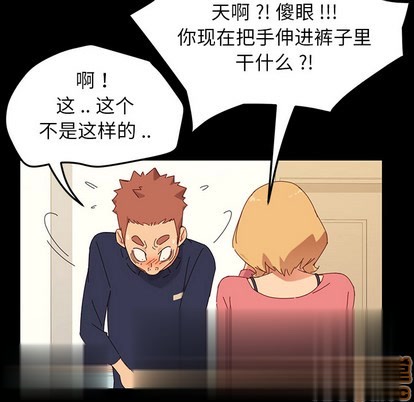 天啊 ?! 傻眼 !!!
你现在把手伸进裤子里
干什么 ?!
啊！
这 .. 这个
不是这样的 ..